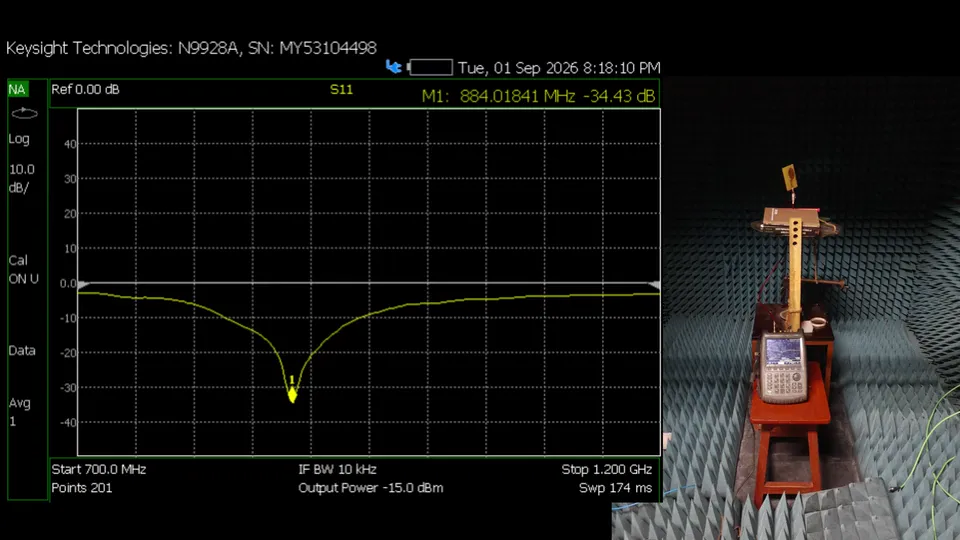 Keysight Technologies: N9928A, SN: MY53104498
Tue, 01 Sep 2026 8:18:10 PM
NA
Ref 0.00 dB
S11
M1: 884.01841 MHz -34.43 dB
Log
10.0
dB/
Cal
ON U
Data
Avg
1
40
30
20
10
0.0
-10
-20
-30
-40
1
Start 700.0 MHz
IF BW 10 kHz
Stop 1.200 GHz
Points 201
Output Power -15.0 dBm
Swp 174 ms